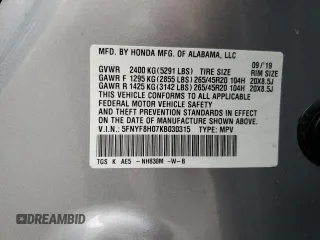 MFD. BY HONDA MFG. OF ALABAMA, LLC
09/'19
GVWR 2400 KG(5291 LBS) TIRE SIZE RIM SIZE
GAWR F 1295 KG(2855 LBS) 265/45R20 104H 20X8.5J
GAWR R 1425 KG(3142 LBS) 265/45R20 104H 20X8.5J
THIS VEHICLE CONFORMS TO ALL APPLICABLE
FEDERAL MOTOR VEHICLE SAFETY, BUMPER,
AND THEFT PREVENTION STANDARDS IN EFFECT
ON THE DATE OF MANUFACTURE SHOWN ABOVE.
V.I.N.: 5FNYF8H07KB030315 TYPE: MPV
TGS K AE5 -NH830M -W-B
DEALERSHIP